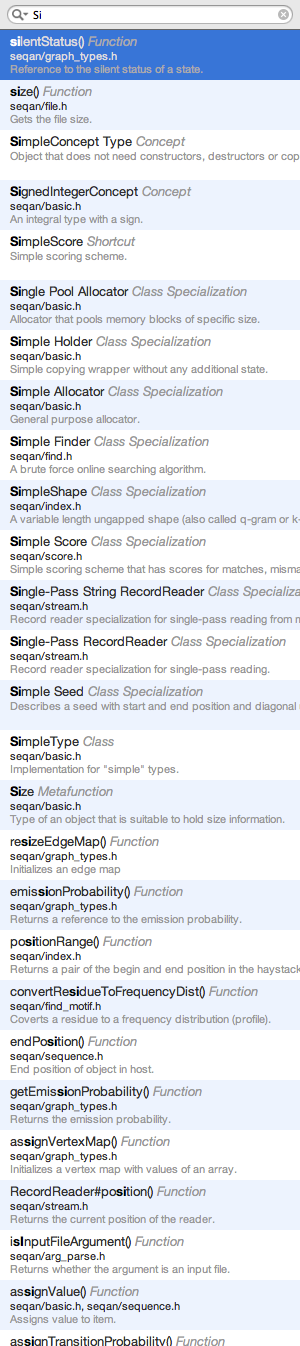 Si
silentStatus() Function
seqan/graph_types.h
Reference to the silent status of a state.
size() Function
seqan/file.h
Gets the file size.
SimpleConcept Type Concept
Object that does not need constructors, destructors or cop
SignedIntegerConcept Concept
seqan/basic.h
An integral type with a sign.
SimpleScore Shortcut
Simple scoring scheme.
Single Pool Allocator Class Specialization
seqan/basic.h
Allocator that pools memory blocks of specific size.
Simple Holder Class Specialization
seqan/basic.h
Simple copying wrapper without any additional state.
Simple Allocator Class Specialization
seqan/basic.h
General purpose allocator.
Simple Finder Class Specialization
seqan/find.h
A brute force online searching algorithm.
SimpleShape Class Specialization
seqan/index.h
A variable length ungapped shape (also called q-gram or k-
Simple Score Class Specialization
seqan/score.h
Simple scoring scheme that has scores for matches, misma
Single-Pass String RecordReader Class Specializa
seqan/stream.h
Record reader specialization for single-pass reading from m
Single-Pass RecordReader Class Specialization
seqan/stream.h
Record reader specialization for single-pass reading.
Simple Seed Class Specialization
Describes a seed with start and end position and diagonal
SimpleType Class
seqan/basic.h
Implementation for "simple" types.
Size Metafunction
seqan/basic.h
Type of an object that is suitable to hold size information.
resizeEdgeMap() Function
seqan/graph_types.h
Initializes an edge map
emissionProbability() Function
seqan/graph_types.h
Returns a reference to the emission probability.
positionRange() Function
seqan/index.h
Returns a pair of the begin and end position in the haystack
convertResidueToFrequencyDist() Function
seqan/find_motif.h
Coverts a residue to a frequency distribution (profile).
endPosition() Function
seqan/sequence.h
End position of object in host.
getEmissionProbability() Function
seqan/graph_types.h
Returns the emission probability.
assignVertexMap() Function
seqan/graph_types.h
Initializes a vertex map with values of an array.
RecordReader#position() Function
seqan/stream.h
Returns the current position of the reader.
isInputFileArgument() Function
seqan/arg_parse.h
Returns whether the argument is an input file.
assignValue() Function
seqan/basic.h, seqan/sequence.h
Assigns value to item.
assignTransitionProbability() Function